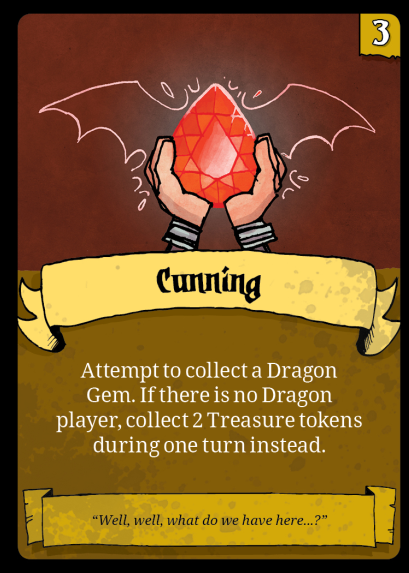 3
Cunning
Attempt to collect a Dragon
Gem. If there is no Dragon
player, collect 2 Treasure tokens
during one turn instead.
“Well, well, what do we have here...?”